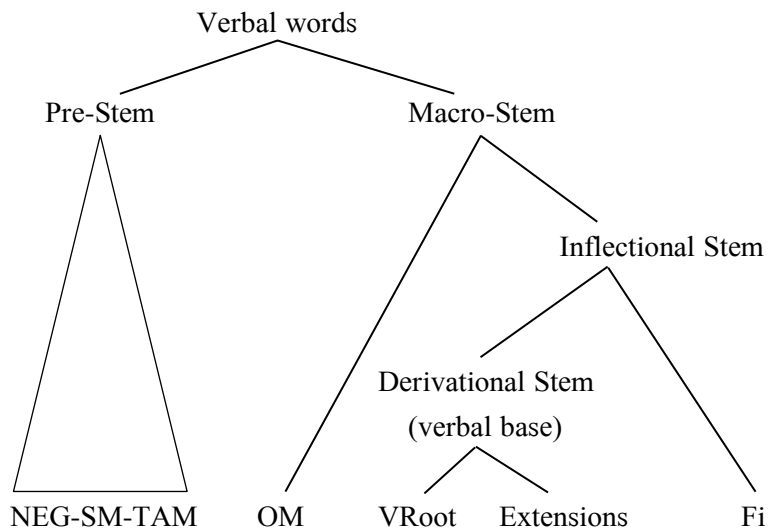 Verbal words
Pre-Stem Macro-Stem
Inflectional Stem
Derivational Stem
(verbal base)
NEG-SM-TAM OM VRoot Extensions Fi